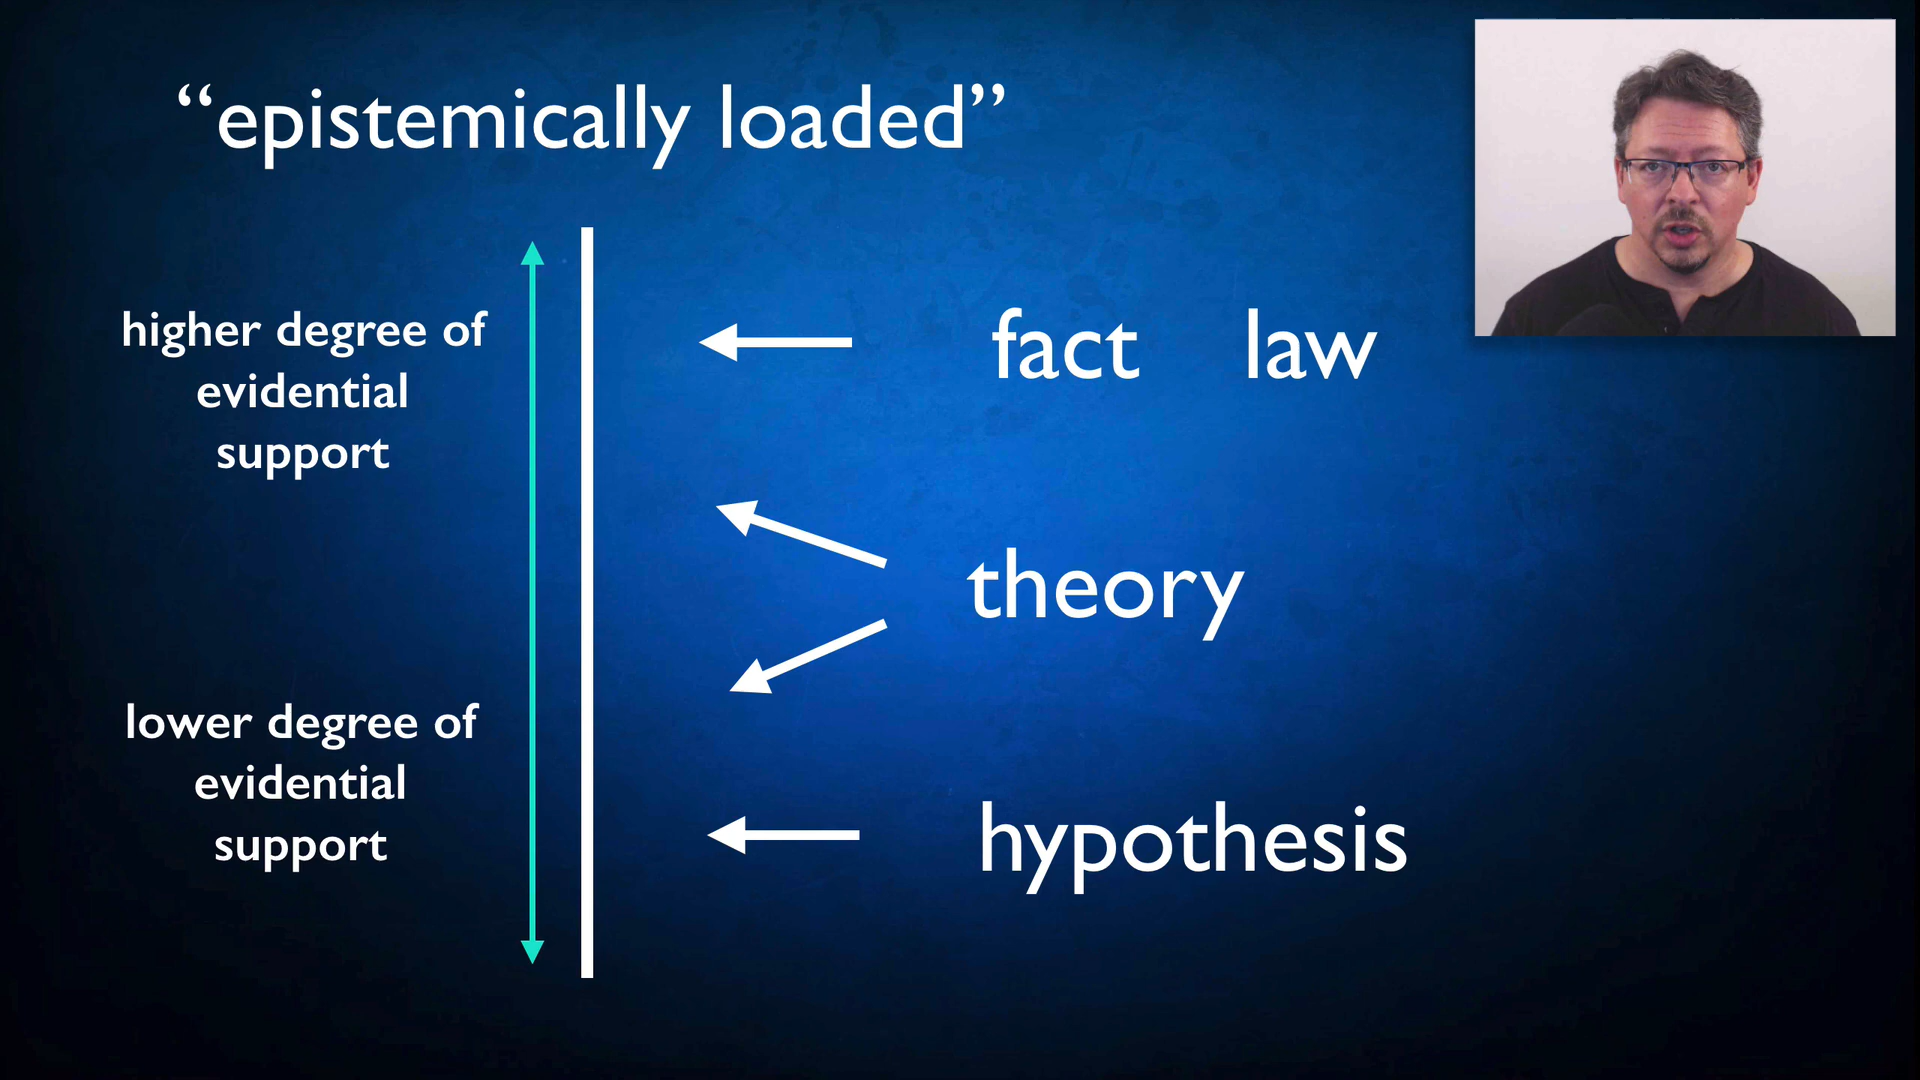 “epistemically loaded”
higher degree of
evidential
support
fact law
theory
lower degree of
evidential
support
hypothesis